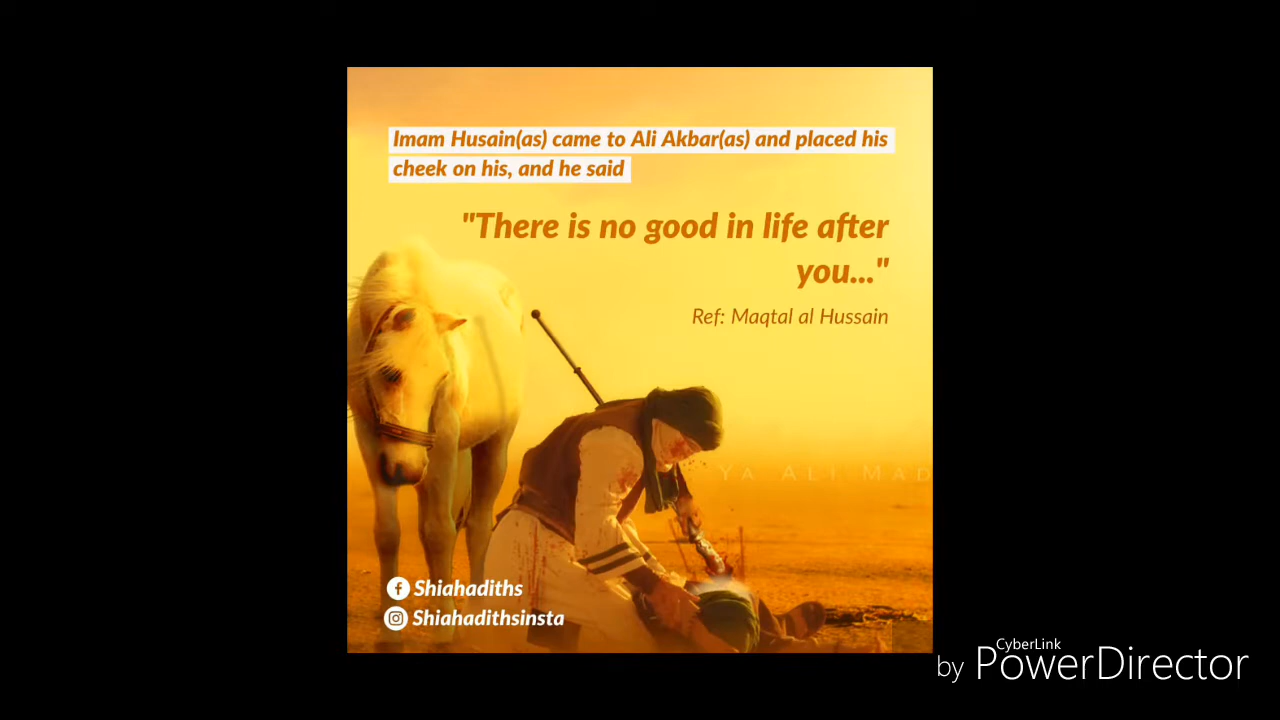 Imam Husain(as) came to Ali Akbar(as) and placed his
cheek on his, and he said
"There is no good in life after
you..."
Ref: Maqtal al Hussain
YA ALI MAD
Shiahadiths
Shiahadithsinsta
CyberLink
by PowerDirector